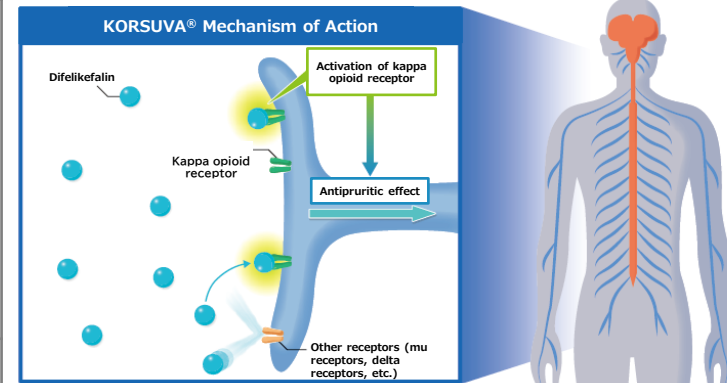 KORSUVA® Mechanism of Action
Difelikefalin
Activation of kappa
opioid receptor
Kappa opioid
receptor
Antipruritic effect
Other receptors (mu
receptors, delta
receptors, etc.)